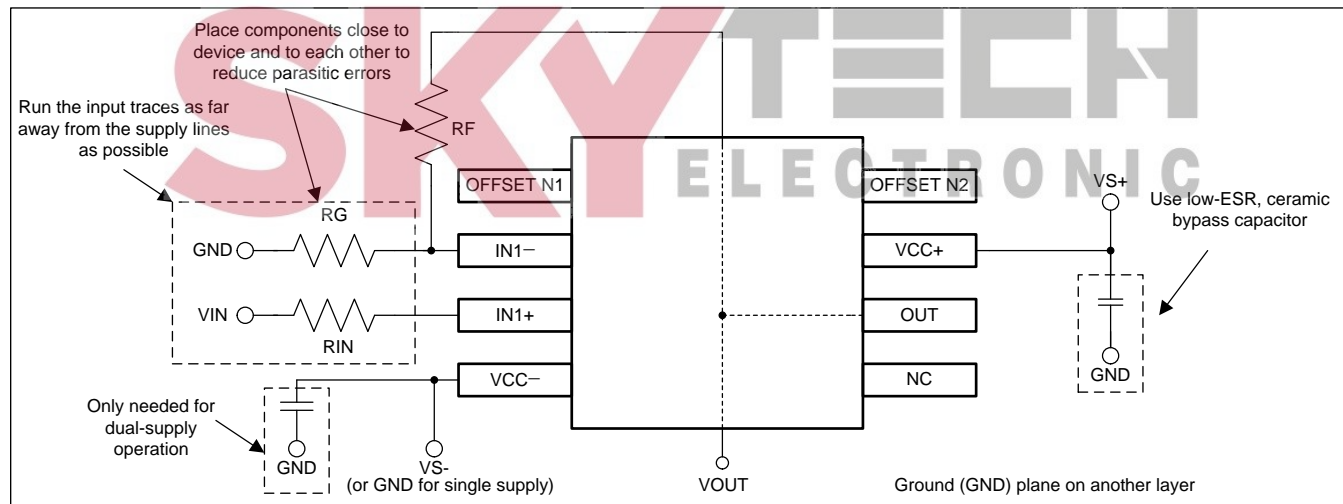 SKYTECH
ELECTRONIC
Place components close to
device and to each other to
reduce parasitic errors
Run the input traces as far
away from the supply lines
as possible
RF
OFFSET N1
OFFSET N2
VS+
Use low-ESR, ceramic
bypass capacitor
RG
GND
IN1−
VCC+
VIN
IN1+
OUT
RIN
VCC−
NC
GND
Only needed for
dual-supply
operation
GND
VS-
(or GND for single supply)
VOUT
Ground (GND) plane on another layer